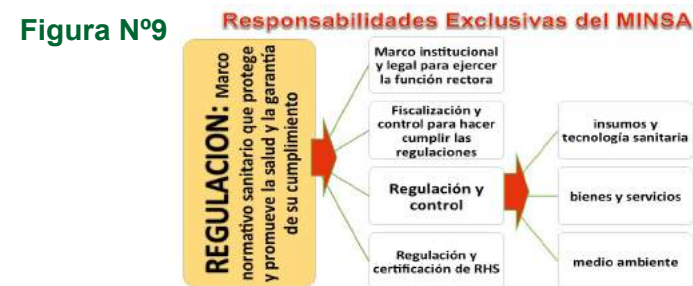 Figura Nº9
Responsabilidades Exclusivas del MINSA
REGULACION: Marco
normativo sanitario que protege
y promueve la salud y la garantía
de su cumplimiento
Marco institucional
y legal para ejercer
la función rectora
Fiscalización y
control para hacer
cumplir las
regulaciones
Regulación y
control
Regulación y
certificación de RHS
insumos y
tecnología sanitaria
bienes y servicios
medio ambiente